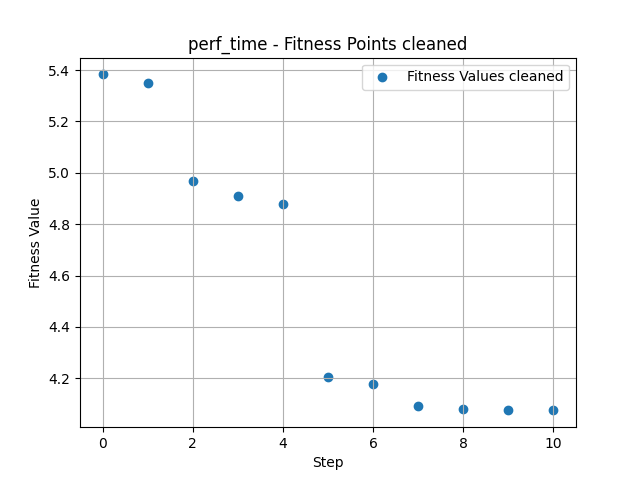 perf_time - Fitness Points cleaned
Fitness Values cleaned
5.4
5.2
5.0
4.8
4.6
4.4
4.2
Fitness Value
0 2 4 6 8 10
Step